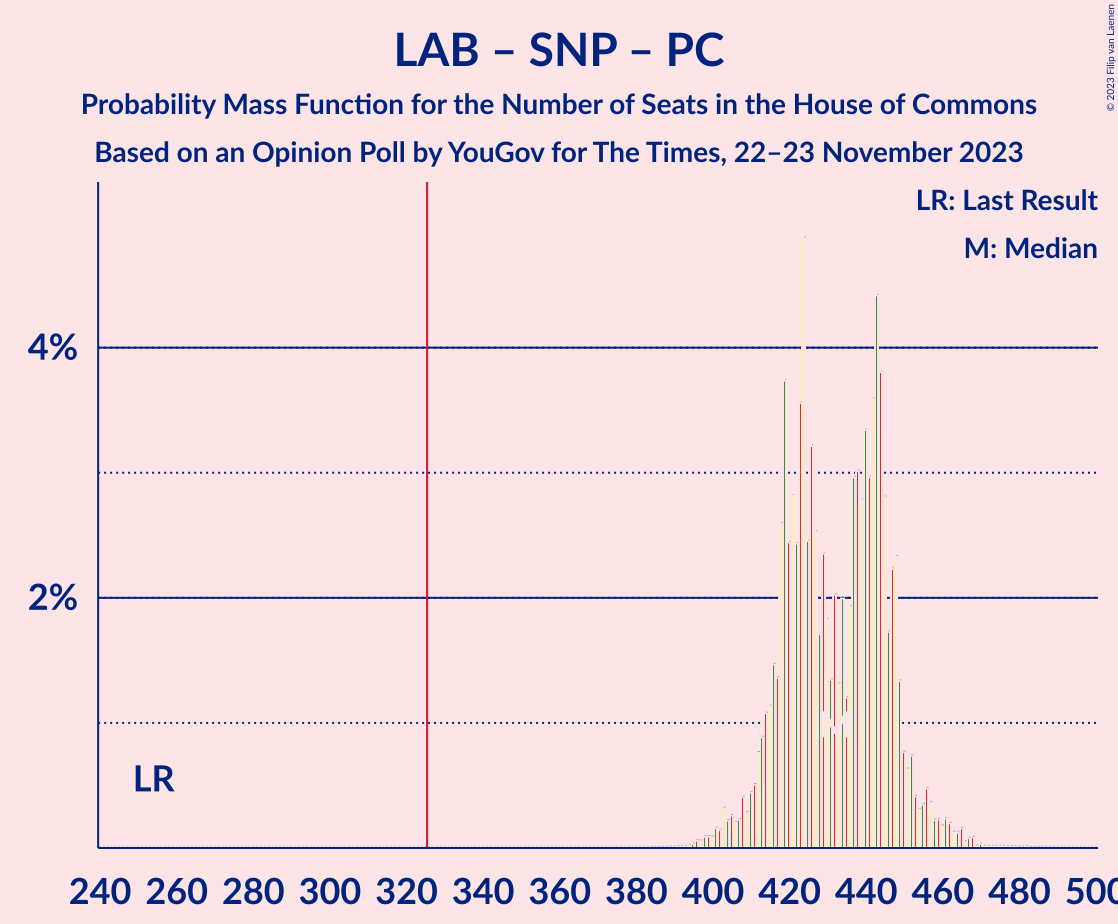 LAB – SNP – PC
Probability Mass Function for the Number of Seats in the House of Commons
Based on an Opinion Poll by YouGov for The Times, 22–23 November 2023
© 2023 Filip van Laenen
LR: Last Result
M: Median
4%
2%
LR
240 260 280 300 320 340 360 380 400 420 440 460 480 500